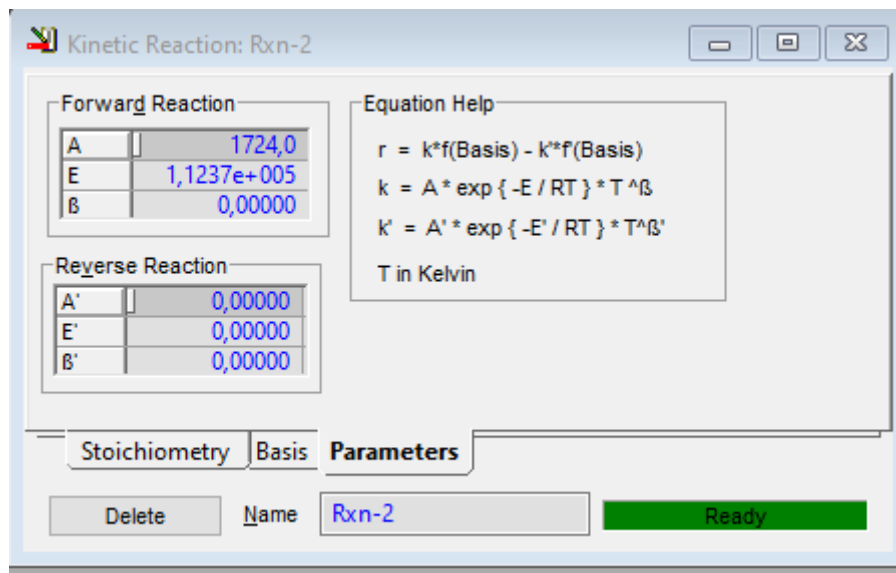 Kinetic Reaction: Rxn-2
Forward Reaction
A 1724,0
E 1,1237e+005
ß 0,00000
Equation Help
r = k*f(Basis) - k'*f'(Basis)
k = A * exp { -E / RT } * T ^ß
k' = A' * exp { -E' / RT } * T^ß'
T in Kelvin
Reverse Reaction
A' 0,00000
E' 0,00000
ß' 0,00000
Stoichiometry Basis Parameters
Delete Name Rxn-2 Ready